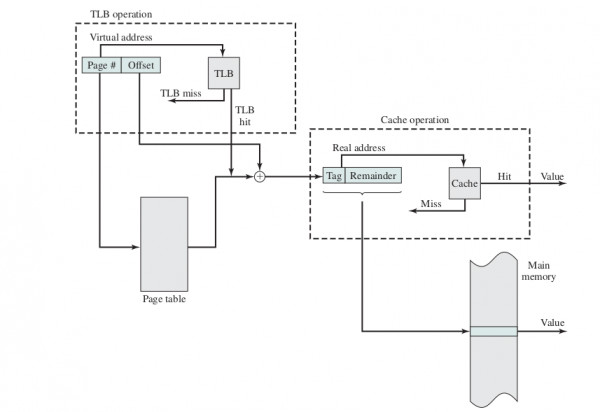 TLB operation
Virtual address
Page # Offset
TLB
TLB miss
TLB
hit
Cache operation
Real address
Tag Remainder
Cache
Hit
Value
Miss
Page table
Main
memory
Value